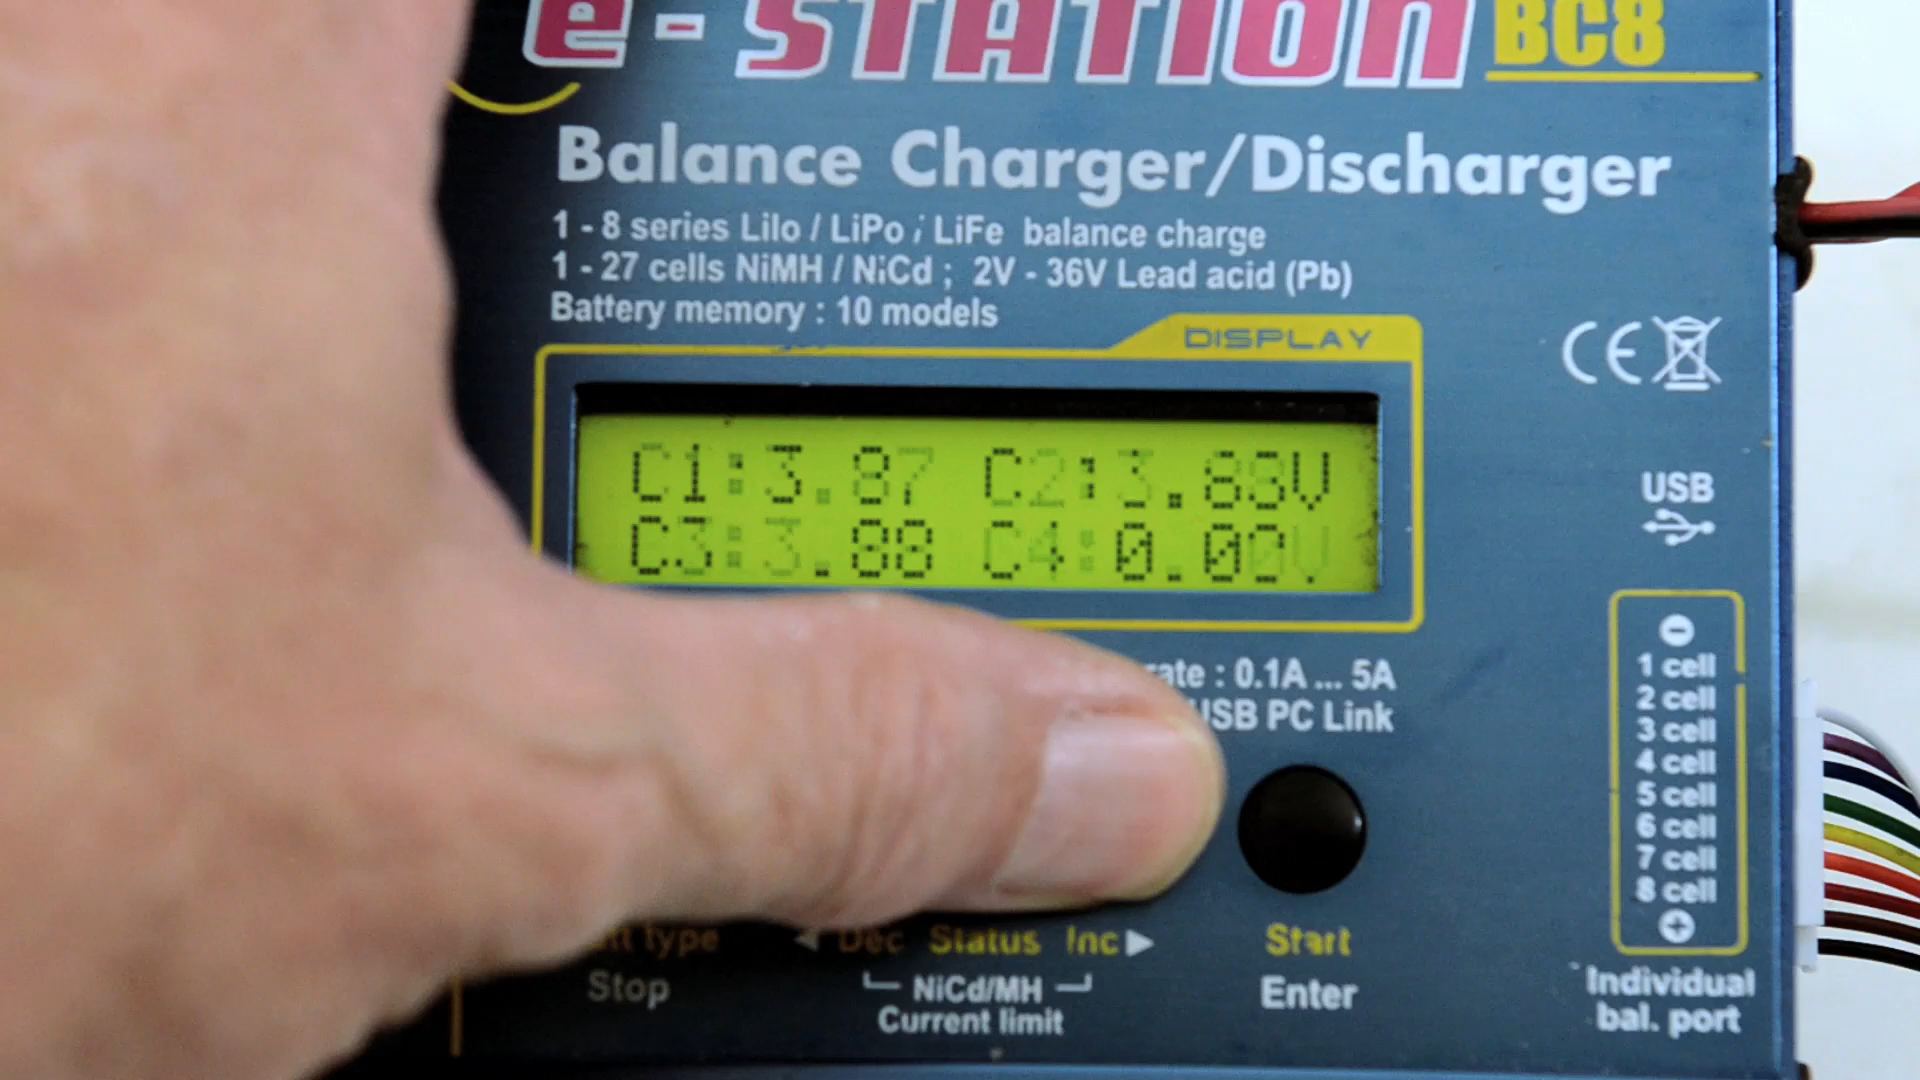 e-STATION BC8
Balance Charger/Discharger
1 - 8 series LiIo / LiPo / LiFe balance charge
1 - 27 cells NiMH / NiCd ; 2V - 36V Lead acid (Pb)
Battery memory : 10 models
DISPLAY
C1:3.87 C2:3.83V
C3:3.88 C4:0.00V
CE
USB
rate : 0.1A ... 5A
USB PC Link
1 cell
2 cell
3 cell
4 cell
5 cell
6 cell
7 cell
8 cell
Type Dec Status Inc Start
Stop NiCd/MH Enter
Current limit
Individual
bal. port